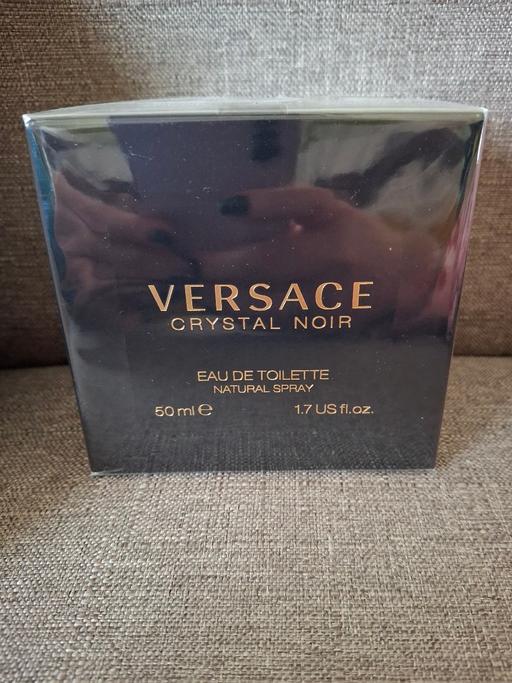 VERSACE
CRYSTAL NOIR
EAU DE TOILETTE
NATURAL SPRAY
50 ml ℮ 1.7 US fl.oz.